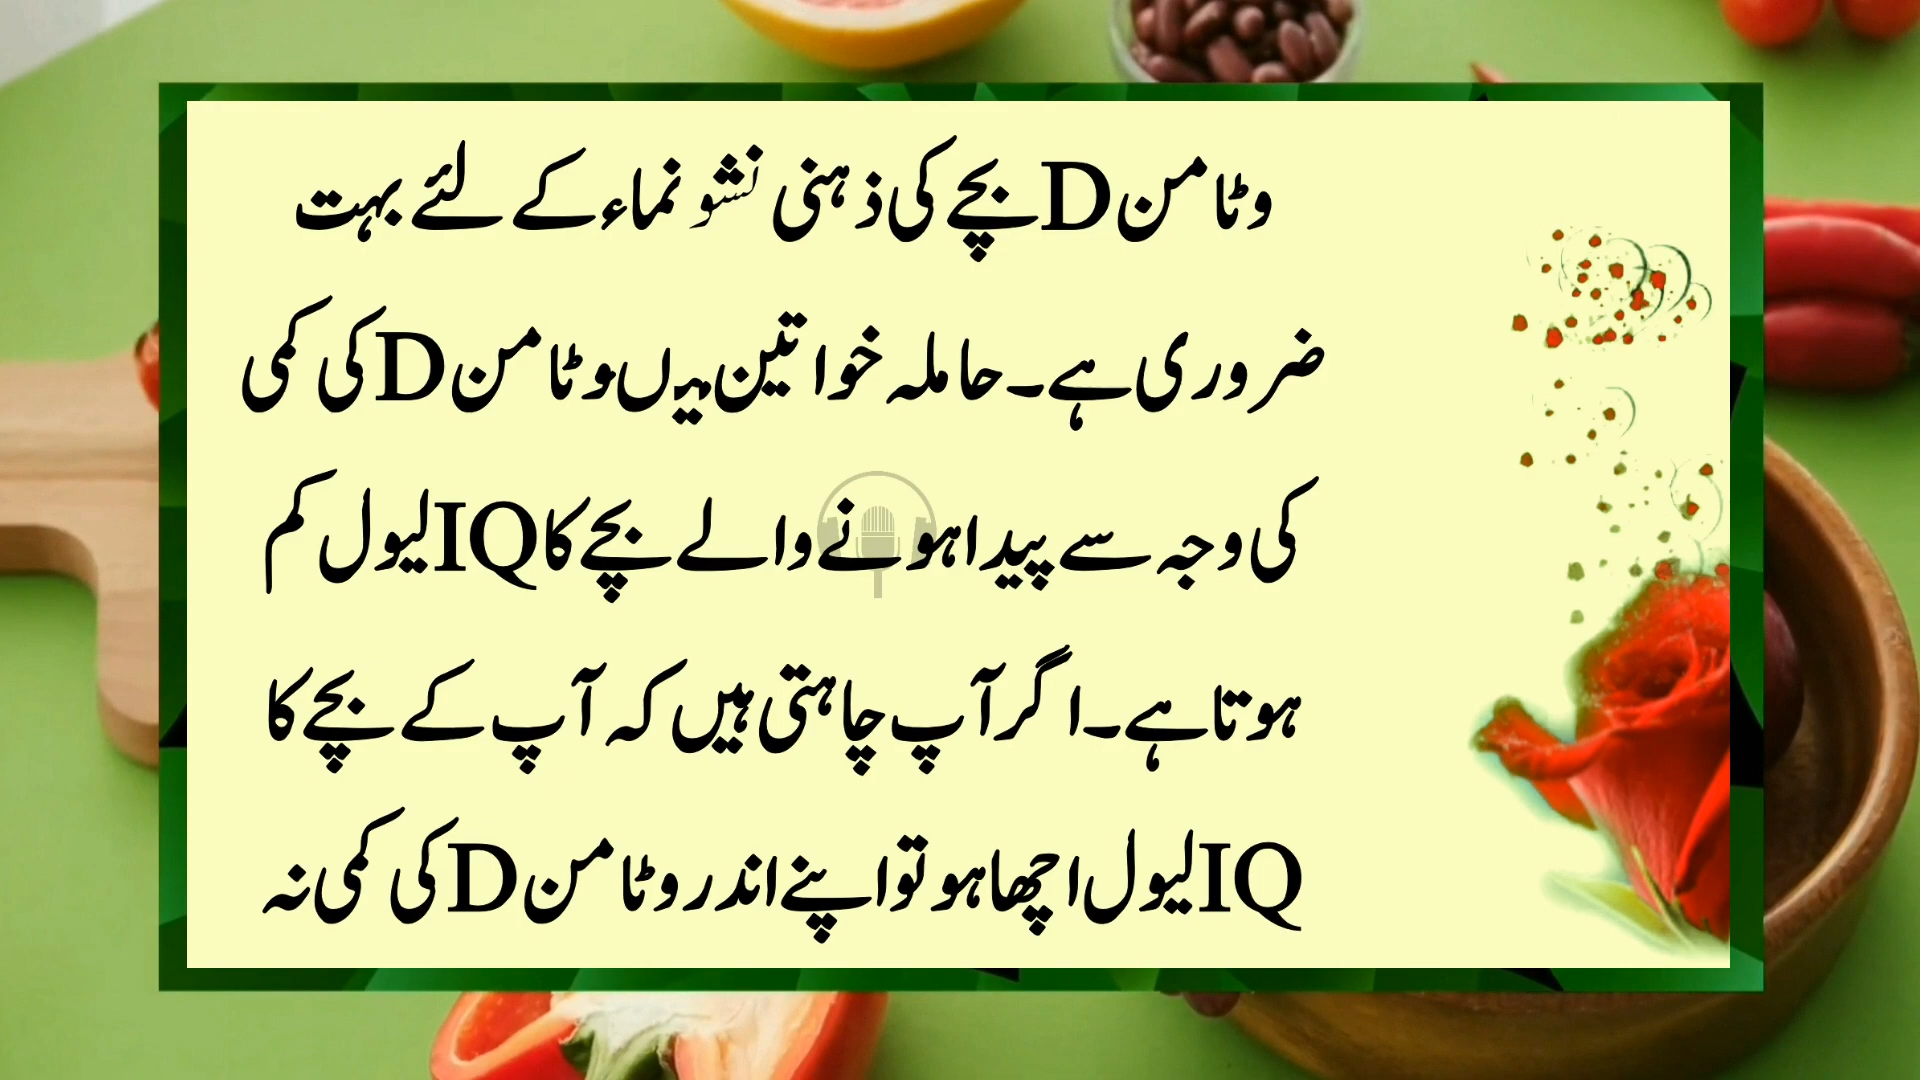 وٹامن D بچے کی ذہنی نشو نماء کے لئے بہت
ضروری ہے۔ حاملہ خواتین میں وٹامن D کی کمی
کی وجہ سے پیدا ہونے والے بچے کا IQ لیول کم
ہوتا ہے۔ اگر آپ چاہتی ہیں کہ آپ کے بچے کا
IQ لیول اچھا ہو تو اپنے اندر وٹامن D کی کمی نہ